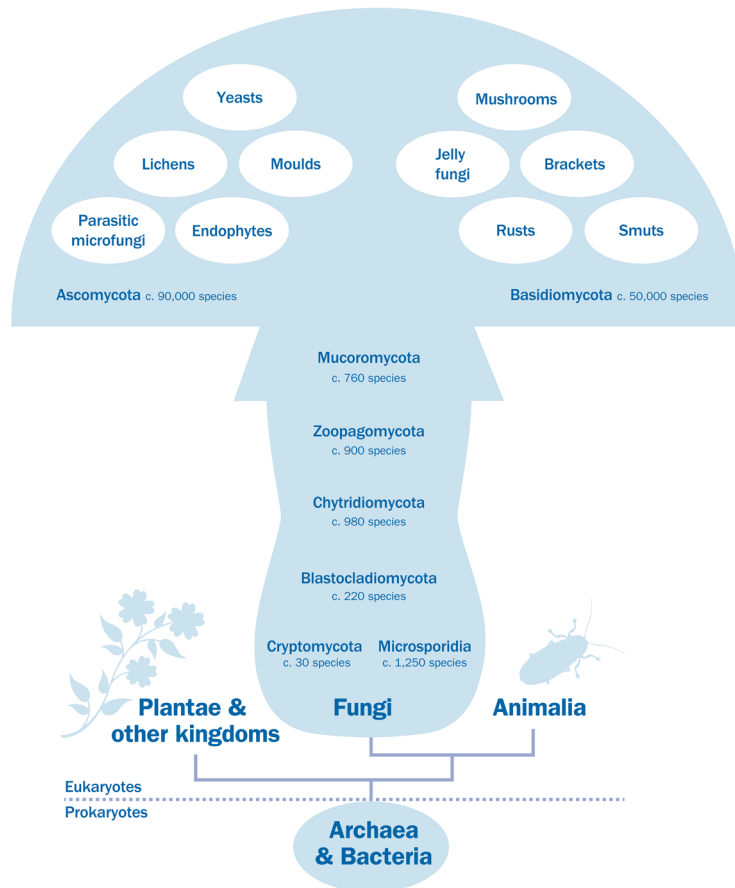 Yeasts
Mushrooms
Lichens
Moulds
Jelly
fungi
Brackets
Parasitic
microfungi
Endophytes
Rusts
Smuts
Ascomycota c. 90,000 species
Basidiomycota c. 50,000 species
Mucoromycota
c. 760 species
Zoopagomycota
c. 900 species
Chytridiomycota
c. 980 species
Blastocladiomycota
c. 220 species
Cryptomycota
c. 30 species
Microsporidia
c. 1,250 species
Plantae &
other kingdoms
Fungi
Animalia
Eukaryotes
Prokaryotes
Archaea
& Bacteria